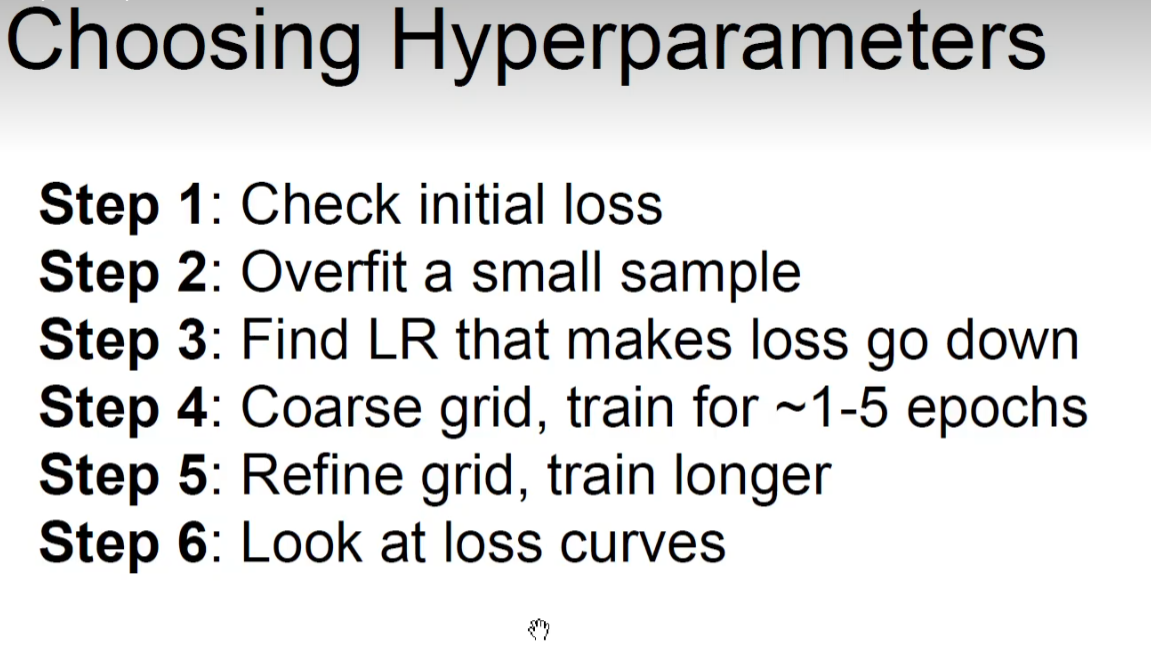 Choosing Hyperparameters
Step 1: Check initial loss
Step 2: Overfit a small sample
Step 3: Find LR that makes loss go down
Step 4: Coarse grid, train for ~1-5 epochs
Step 5: Refine grid, train longer
Step 6: Look at loss curves